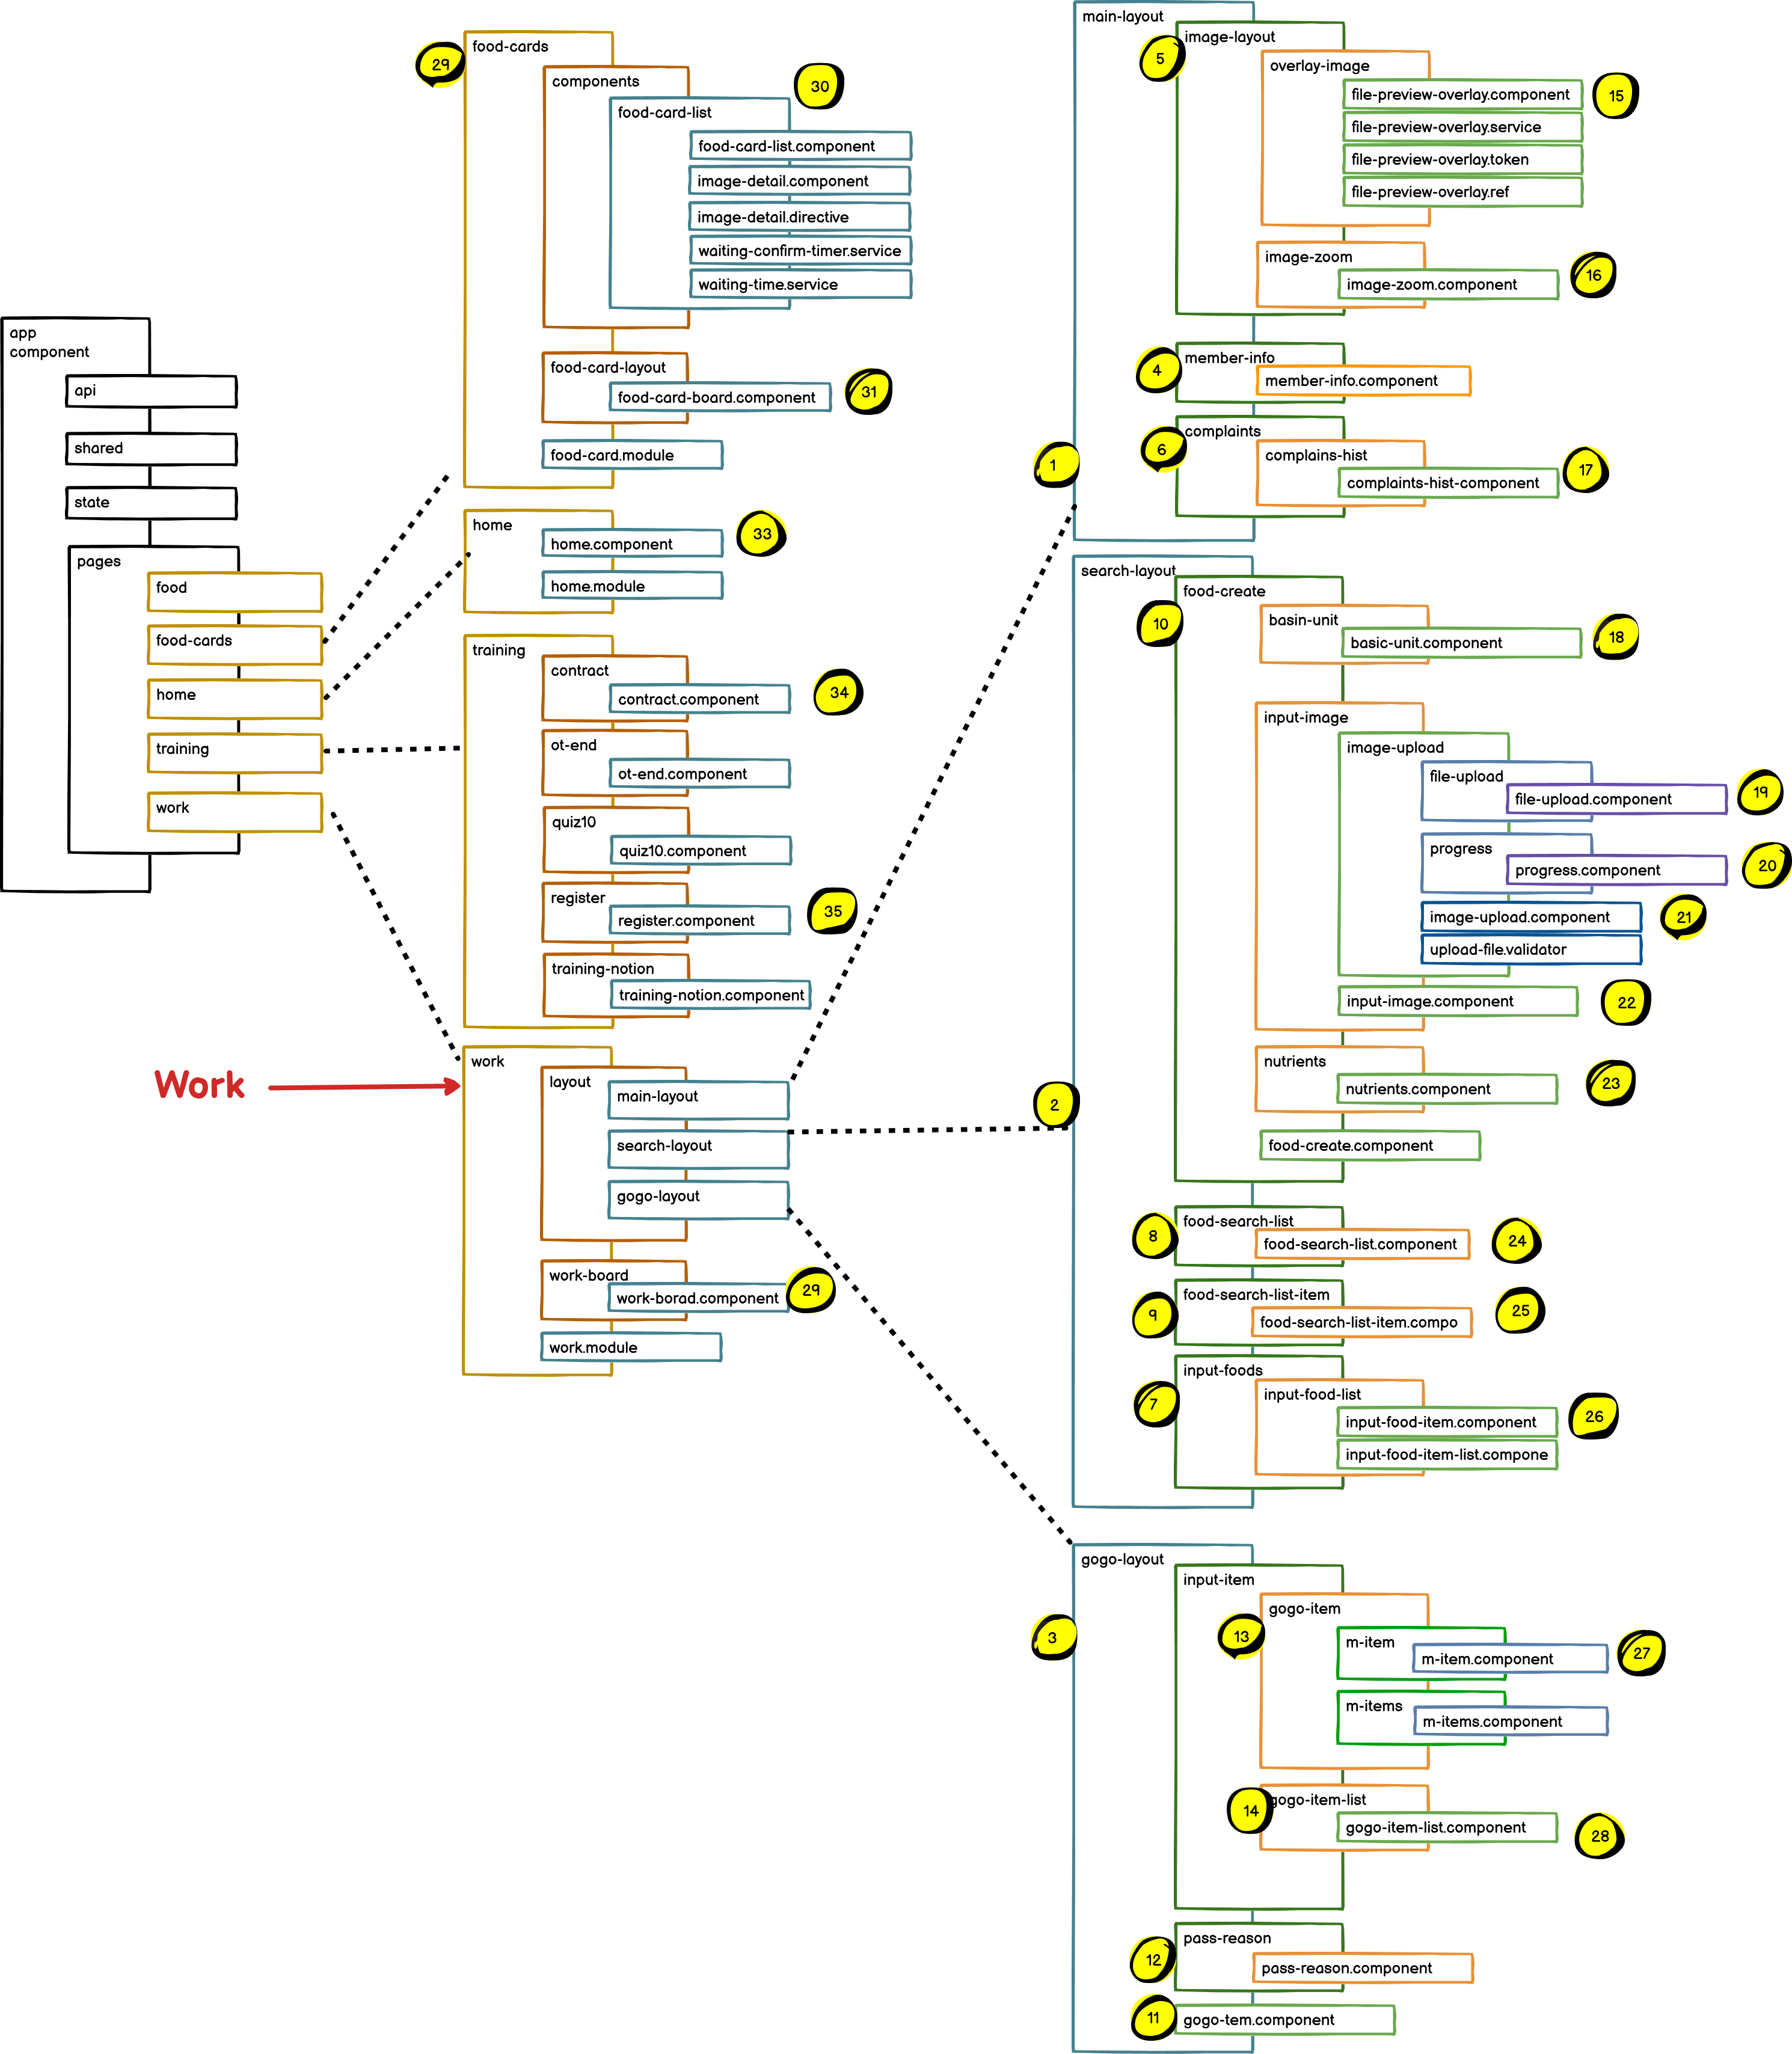 app
component
api
shared
state
pages
food
food-cards
home
training
work
29
food-cards
components
30
food-card-list
food-card-list.component
image-detail.component
image-detail.directive
waiting-confirm-timer.service
waiting-time.service
food-card-layout
food-card-board.component
31
food-card.module
home
home.component
33
home.module
training
contract
contract.component
34
ot-end
ot-end.component
quiz10
quiz10.component
register
register.component
35
training-notion
training-notion.component
Work
work
layout
main-layout
search-layout
gogo-layout
work-board
work-borad.component
29
work.module
1
main-layout
5
image-layout
overlay-image
file-preview-overlay.component
15
file-preview-overlay.service
file-preview-overlay.token
file-preview-overlay.ref
image-zoom
image-zoom.component
16
4
member-info
member-info.component
6
complaints
complains-hist
complaints-hist-component
17
2
search-layout
10
food-create
basin-unit
basic-unit.component
18
input-image
image-upload
file-upload
file-upload.component
19
progress
progress.component
20
image-upload.component
21
upload-file.validator
input-image.component
22
nutrients
nutrients.component
23
food-create.component
8
food-search-list
food-search-list.component
24
9
food-search-list-item
food-search-list-item.compo
25
7
input-foods
input-food-list
input-food-item.component
26
input-food-item-list.compone
3
gogo-layout
input-item
13
gogo-item
m-item
m-item.component
27
m-items
m-items.component
14
gogo-item-list
gogo-item-list.component
28
12
pass-reason
pass-reason.component
11
gogo-tem.component